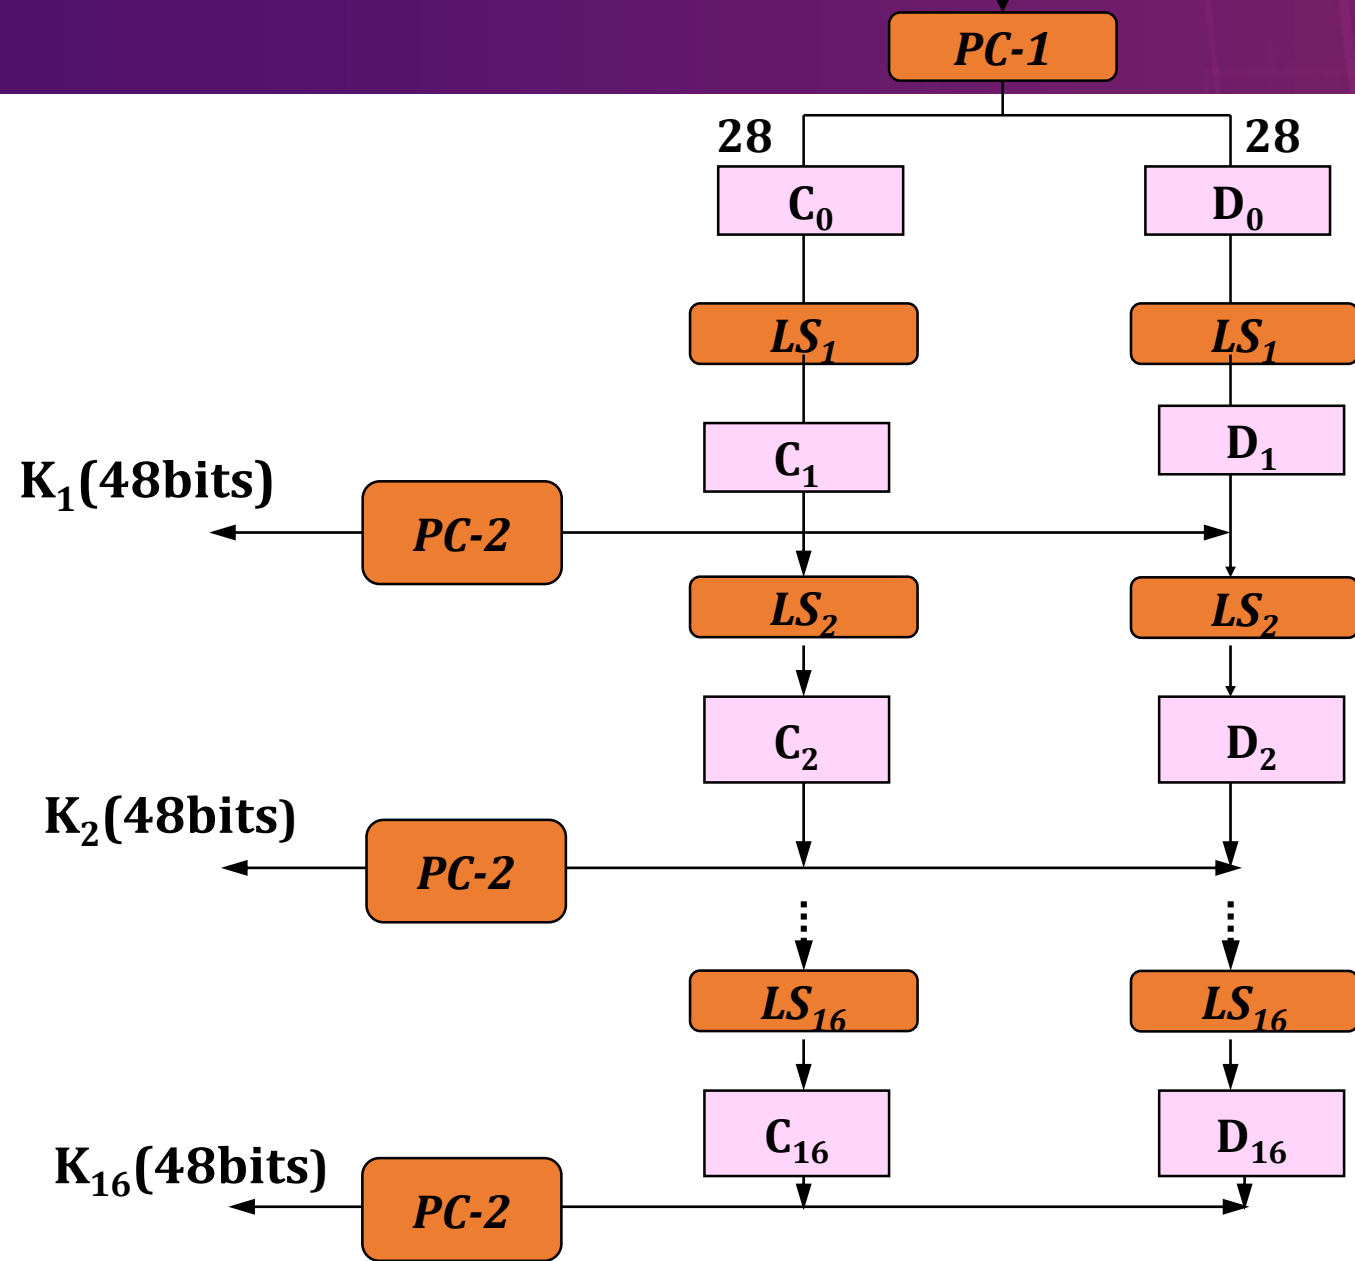 PC-1
28 28
C₀ D₀
LS₁ LS₁
C₁ D₁
K₁(48bits)
PC-2
LS₂ LS₂
C₂ D₂
K₂(48bits)
PC-2
LS₁₆ LS₁₆
C₁₆ D₁₆
K₁₆(48bits)
PC-2